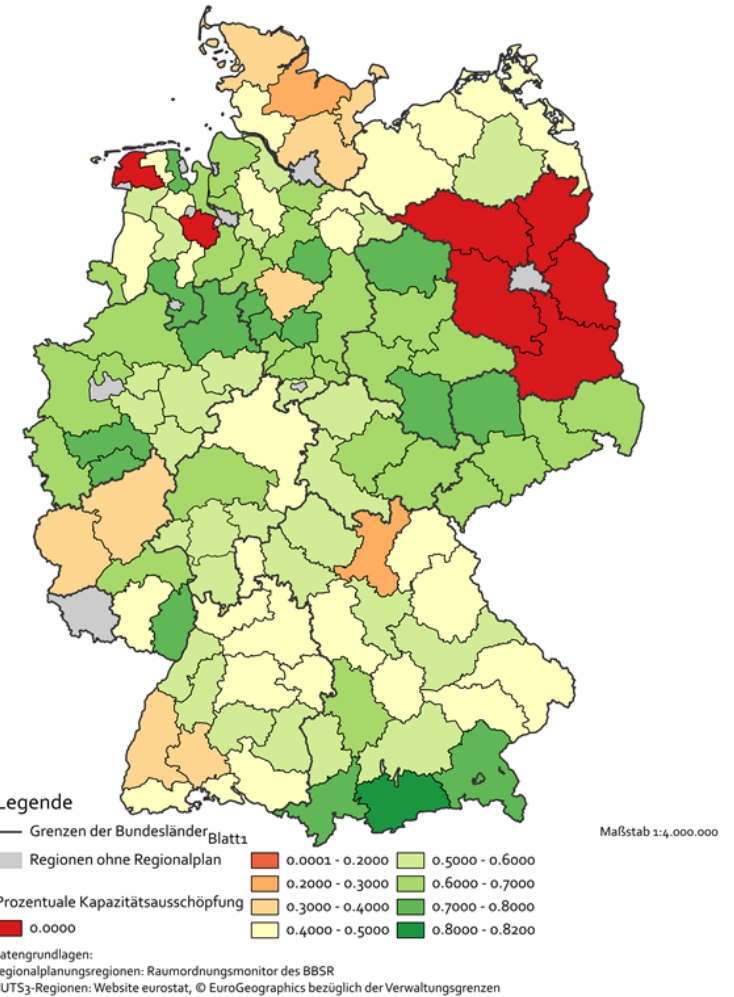 Legende
Grenzen der Bundesländer
Blatt1
Maßstab 1:4.000.000
Regionen ohne Regionalplan
Prozentuale Kapazitätsausschöpfung
0.0000
0.0001 - 0.2000
0.2000 - 0.3000
0.3000 - 0.4000
0.4000 - 0.5000
0.5000 - 0.6000
0.6000 - 0.7000
0.7000 - 0.8000
0.8000 - 0.8200
atengrundlagen:
egionalplanungsregionen: Raumordnungsmonitor des BBSR
UTS3-Regionen: Website eurostat, © EuroGeographics bezüglich der Verwaltungsgrenzen